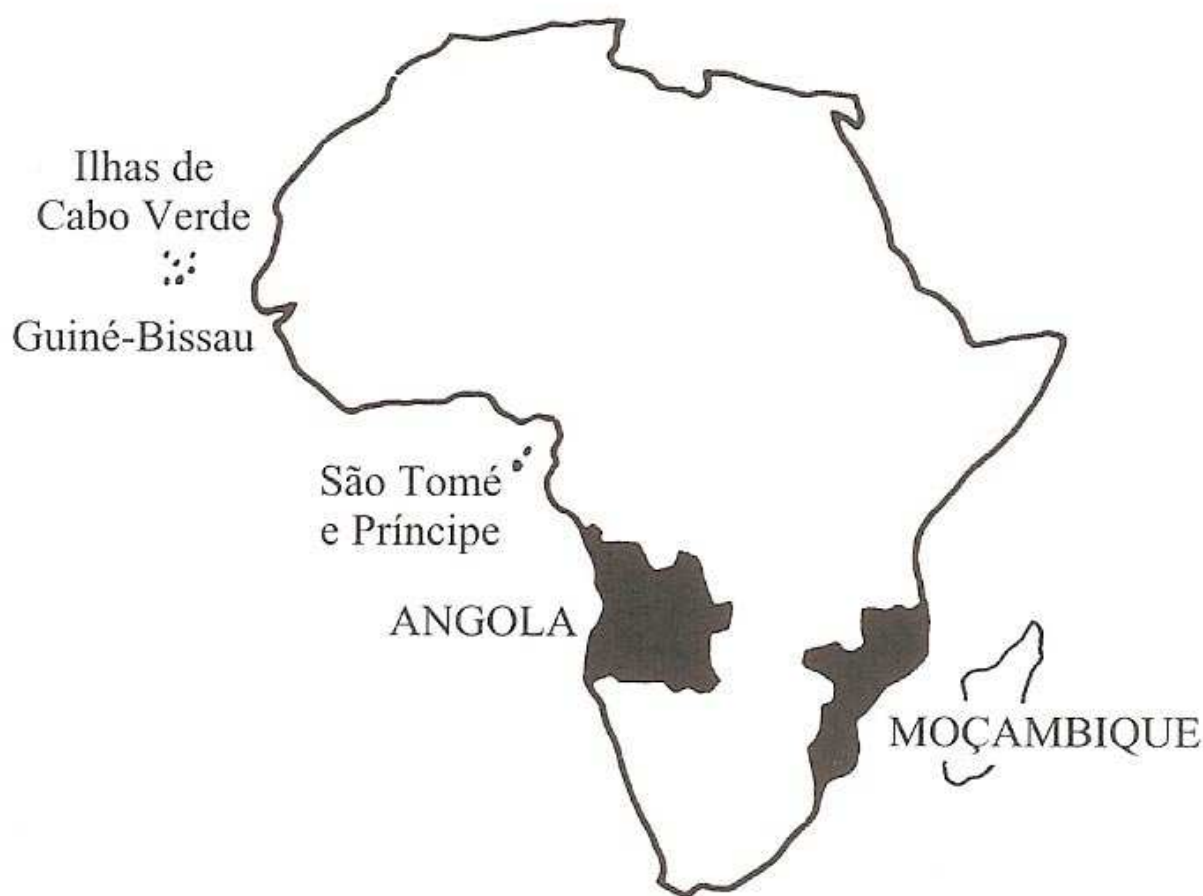 Ilhas de
Cabo Verde
Guiné-Bissau
São Tomé
e Príncipe
ANGOLA
MOÇAMBIQUE